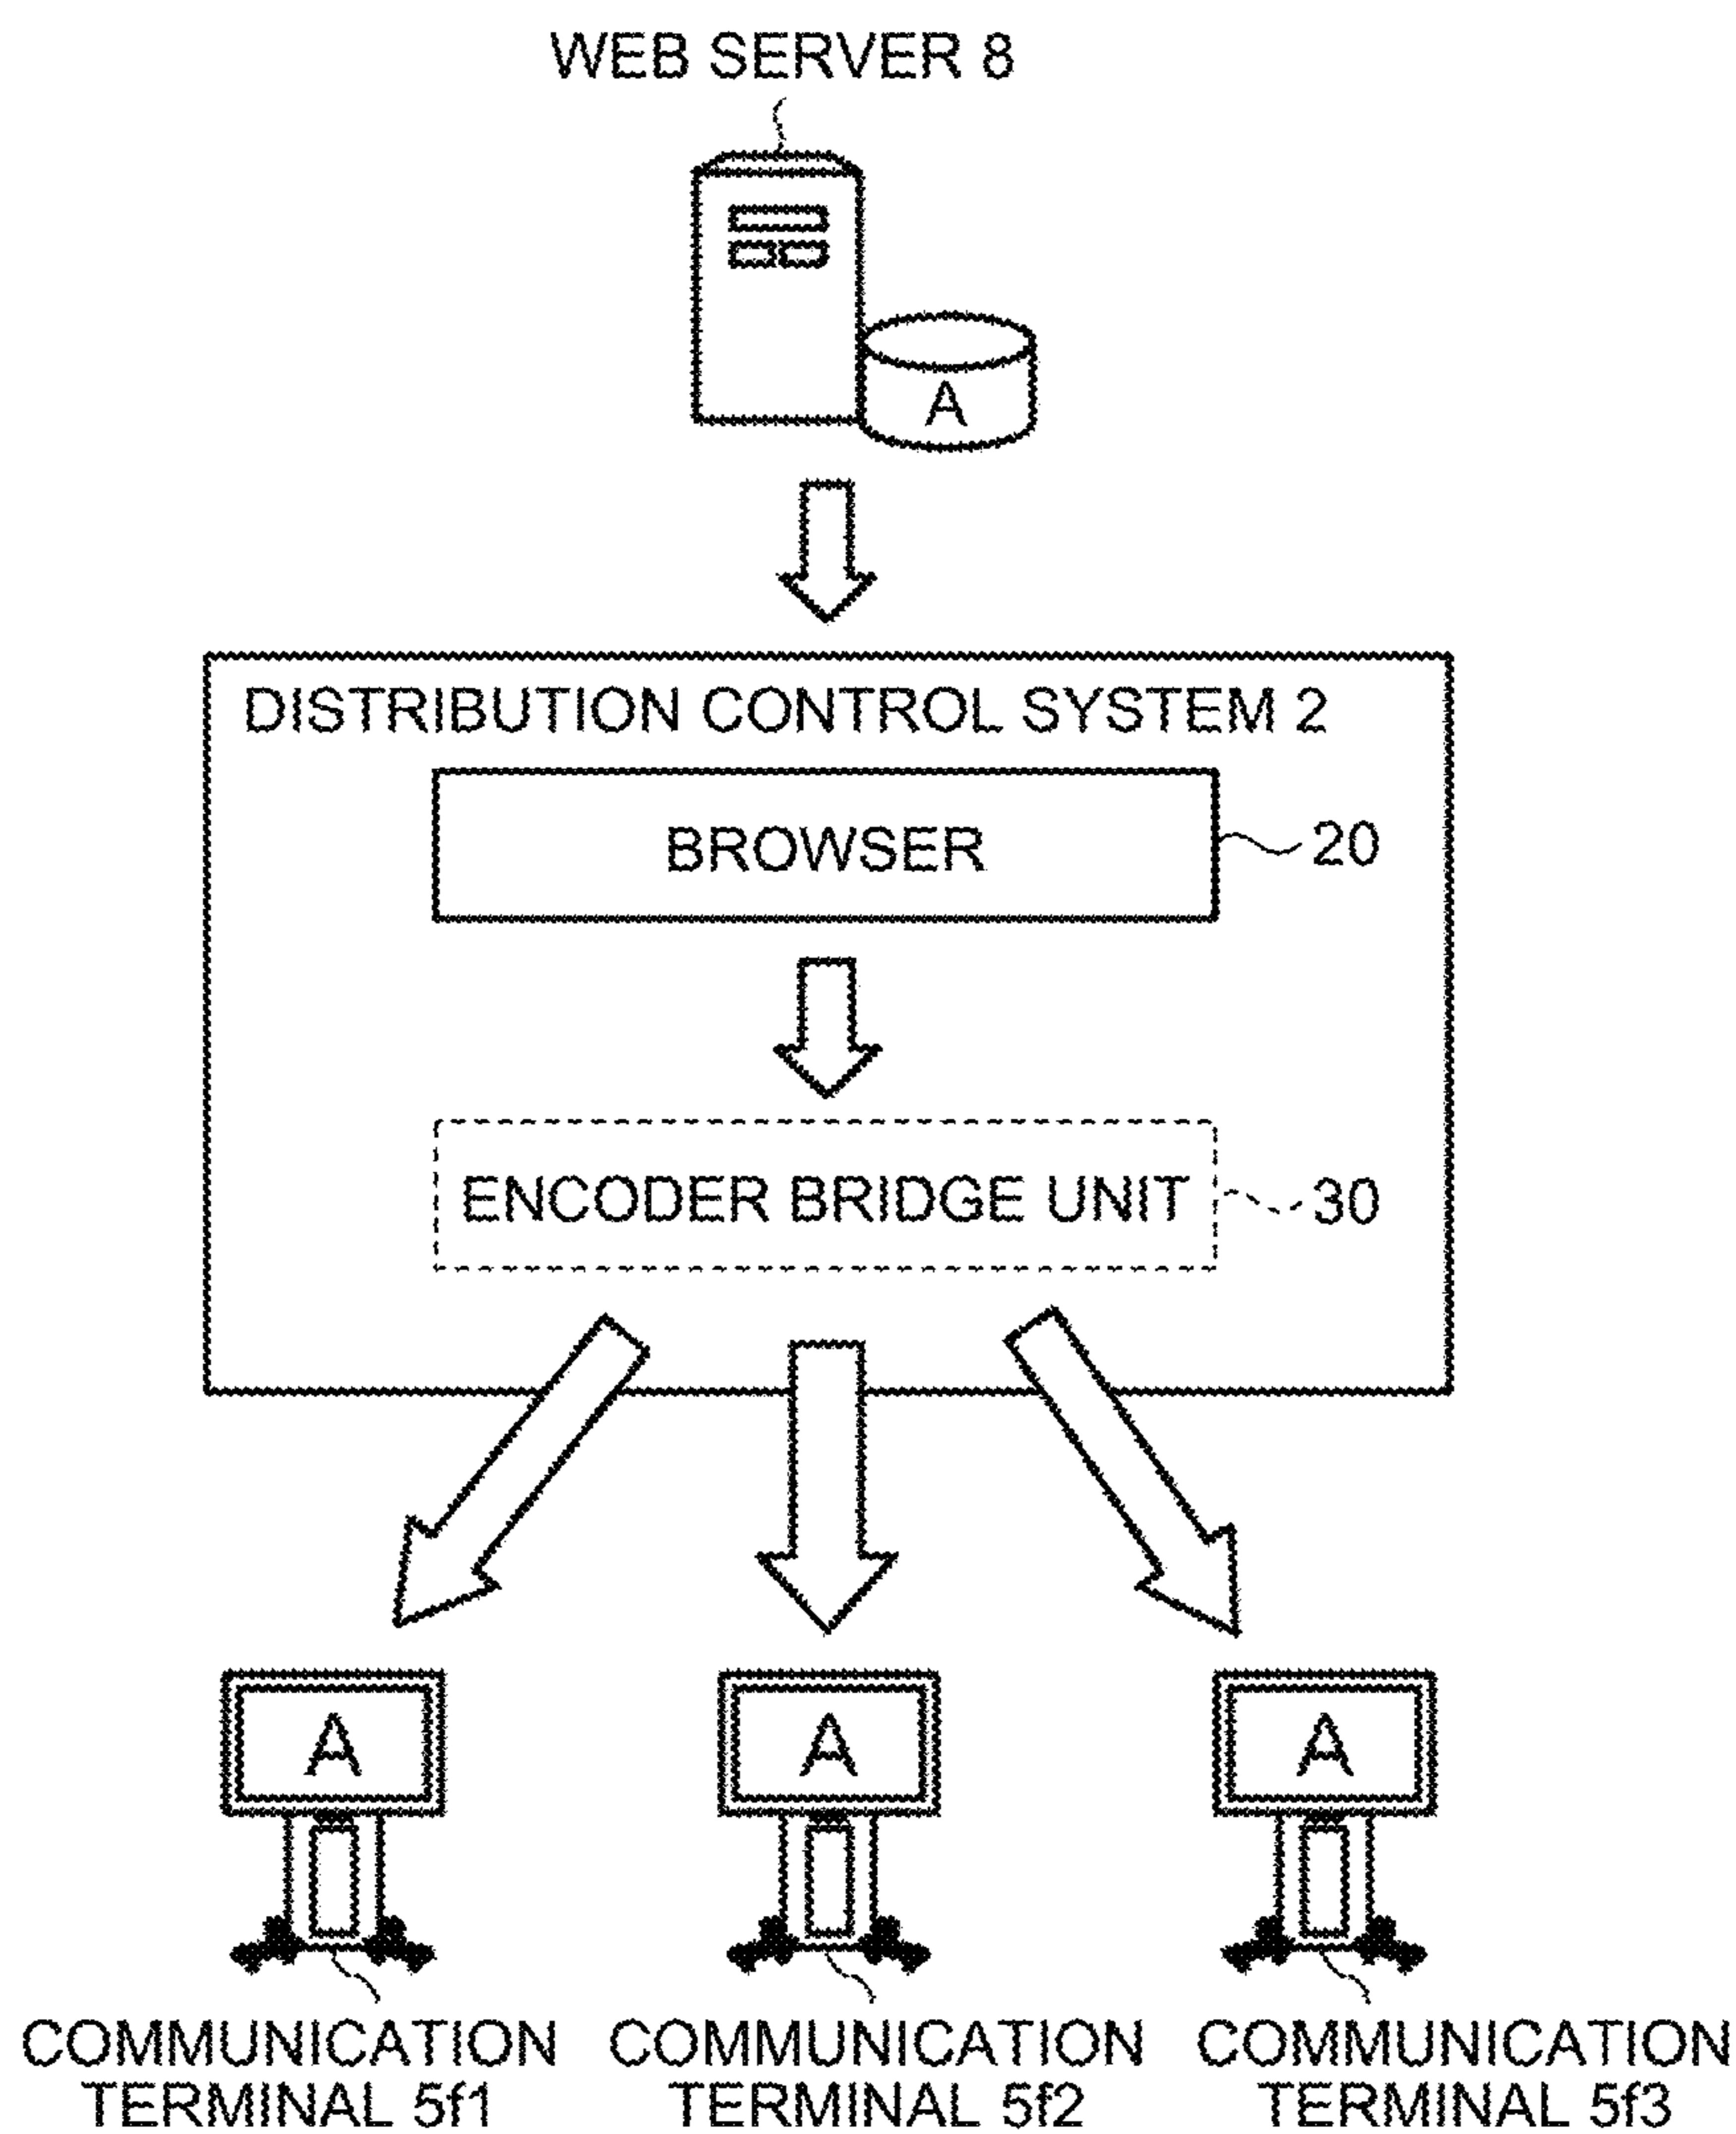 WEB SERVER 8
A
DISTRIBUTION CONTROL SYSTEM 2
BROWSER
20
ENCODER BRIDGE UNIT
30
A
A
A
COMMUNICATION
TERMINAL 5f1
COMMUNICATION
TERMINAL 5f2
COMMUNICATION
TERMINAL 5f3